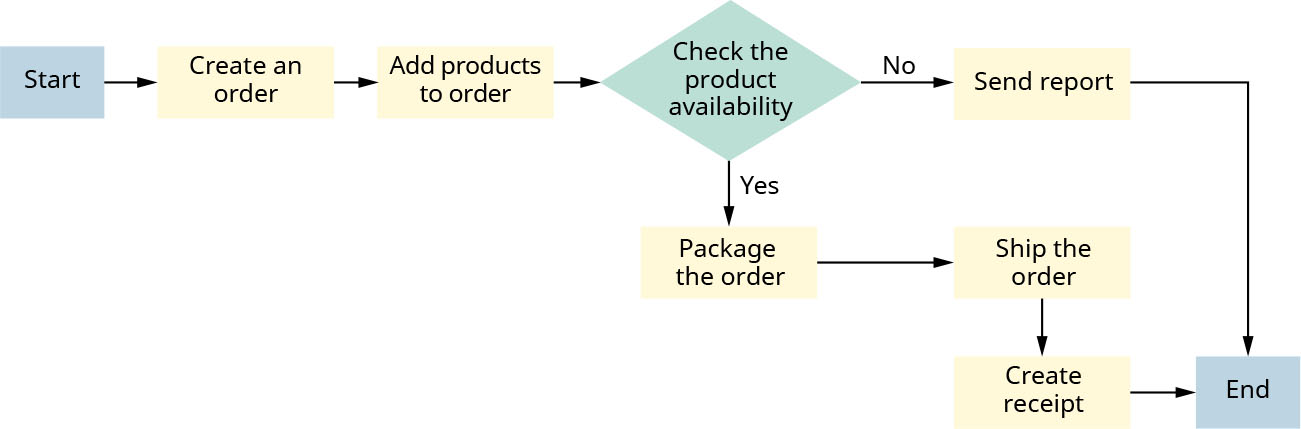 Start
Create an
order
Add products
to order
Check the
product
availability
No
Send report
Yes
Package
the order
Ship the
order
Create
receipt
End